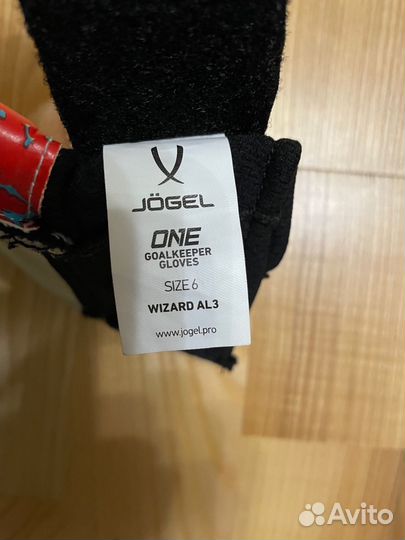 JÖGEL
ONE
GOALKEEPER
GLOVES
SIZE 6
WIZARD AL3
www.jogel.pro
Avito